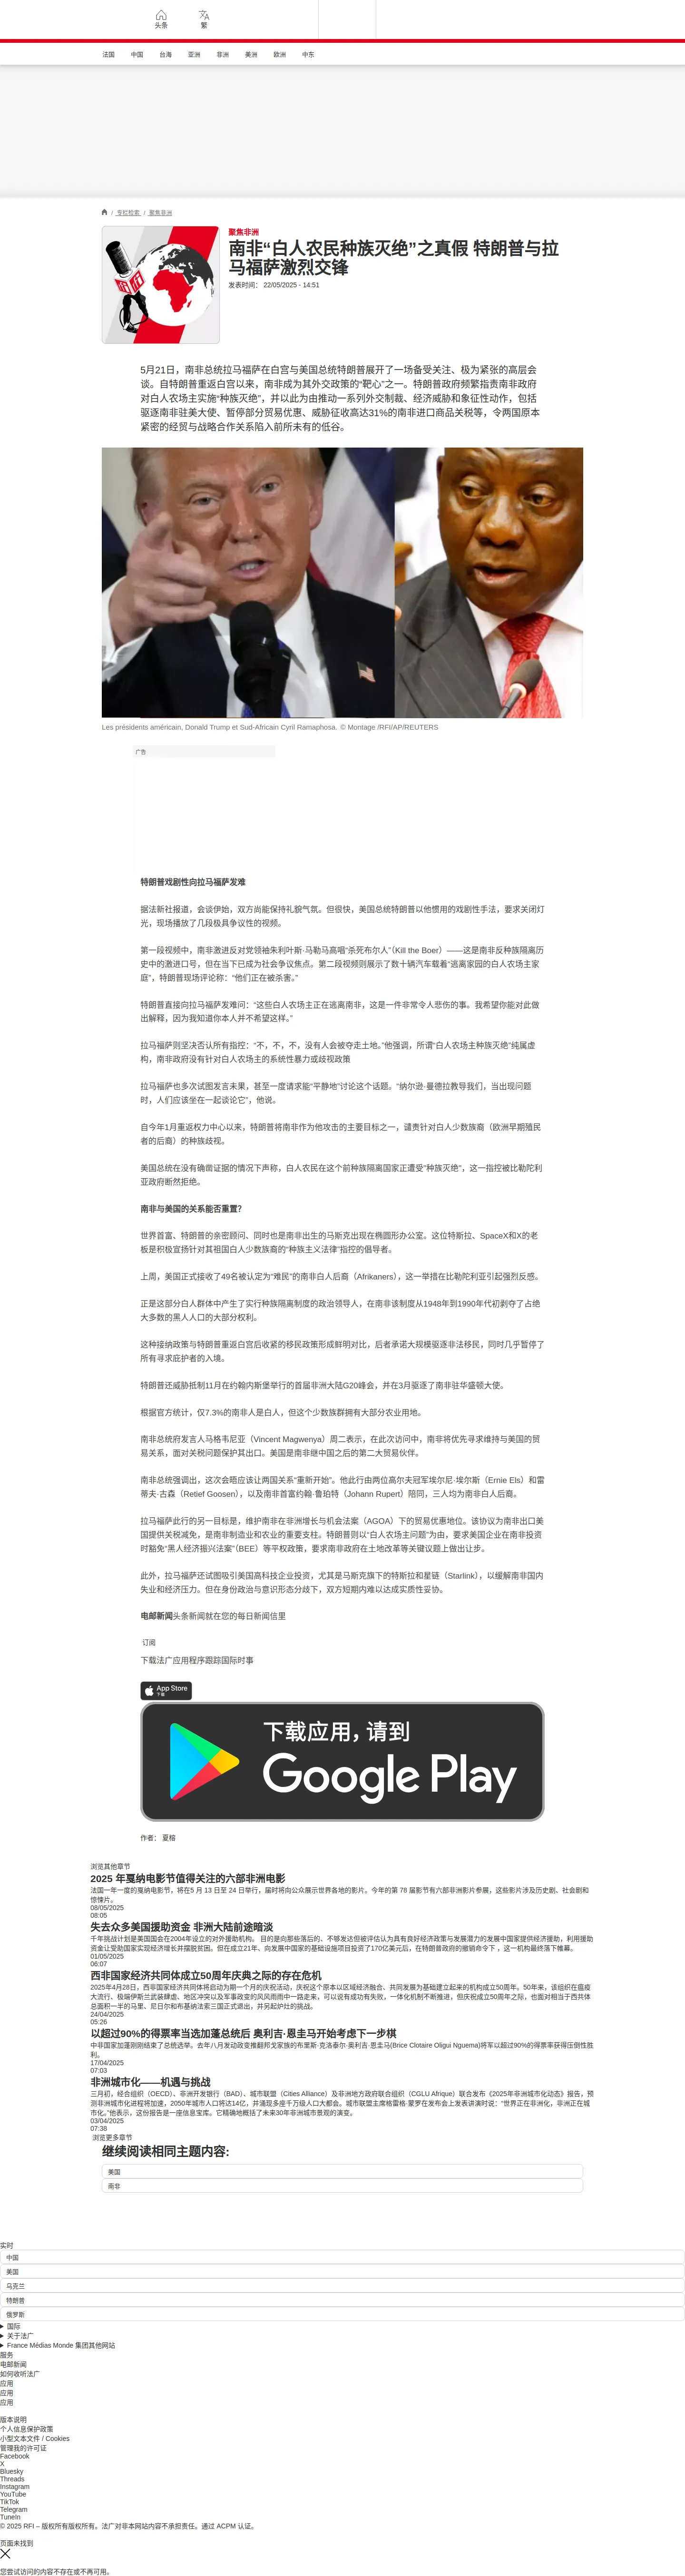 头条
繁
法国
中国
台海
亚洲
非洲
美洲
欧洲
中东
/ 专栏检索 / 聚焦非洲
聚焦非洲
南非“白人农民种族灭绝”之真假 特朗普与拉
马福萨激烈交锋
发表时间： 22/05/2025 - 14:51
5月21日，南非总统拉马福萨在白宫与美国总统特朗普展开了一场备受关注、极为紧张的高层会
谈。自特朗普重返白宫以来，南非成为其外交政策的“靶心”之一。特朗普政府频繁指责南非政府
对白人农场主实施“种族灭绝”，并以此为由推动一系列外交制裁、经济威胁和象征性动作，包括
驱逐南非驻美大使、暂停部分贸易优惠、威胁征收高达31%的南非进口商品关税等，令两国原本
紧密的经贸与战略合作关系陷入前所未有的低谷。
Les présidents américain, Donald Trump et Sud-Africain Cyril Ramaphosa. © Montage /RFI/AP/REUTERS
广告
特朗普戏剧性向拉马福萨发难
据法新社报道，会谈伊始，双方尚能保持礼貌气氛。但很快，美国总统特朗普以他惯用的戏剧性手法，要求关闭灯
光，现场播放了几段极具争议性的视频。
第一段视频中，南非激进反对党领袖朱利叶斯·马勒马高唱“杀死布尔人”（Kill the Boer）——这是南非反种族隔离历
史中的激进口号，但在当下已成为社会争议焦点。第二段视频则展示了数十辆汽车载着“逃离家园的白人农场主家
庭”，特朗普现场评论称：“他们正在被杀害。”
特朗普直接向拉马福萨发难问：“这些白人农场主正在逃离南非，这是一件非常令人悲伤的事。我希望你能对此做
出解释，因为我知道你本人并不希望这样。”
拉马福萨则坚决否认所有指控：“不，不，不，没有人会被夺走土地。”他强调，所谓“白人农场主种族灭绝”纯属虚
构，南非政府没有针对白人农场主的系统性暴力或歧视政策
拉马福萨也多次试图发言未果，甚至一度请求能“平静地”讨论这个话题。“纳尔逊·曼德拉教导我们，当出现问题
时，人们应该坐在一起谈论它”，他说。
自今年1月重返权力中心以来，特朗普将南非作为他攻击的主要目标之一，谴责针对白人少数族裔（欧洲早期殖民
者的后裔）的种族歧视。
美国总统在没有确凿证据的情况下声称，白人农民在这个前种族隔离国家正遭受“种族灭绝”，这一指控被比勒陀利
亚政府断然拒绝。
南非与美国的关系能否重置？
世界首富、特朗普的亲密顾问、同时也是南非出生的马斯克出现在椭圆形办公室。这位特斯拉、SpaceX和X的老
板是积极宣扬针对其祖国白人少数族裔的“种族主义法律”指控的倡导者。
上周，美国正式接收了49名被认定为“难民”的南非白人后裔（Afrikaners），这一举措在比勒陀利亚引起强烈反感。
正是这部分白人群体中产生了实行种族隔离制度的政治领导人，在南非该制度从1948年到1990年代初剥夺了占绝
大多数的黑人人口的大部分权利。
这种接纳政策与特朗普重返白宫后收紧的移民政策形成鲜明对比，后者承诺大规模驱逐非法移民，同时几乎暂停了
所有寻求庇护者的入境。
特朗普还威胁抵制11月在约翰内斯堡举行的首届非洲大陆G20峰会，并在3月驱逐了南非驻华盛顿大使。
根据官方统计，仅7.3%的南非人是白人，但这个少数族群拥有大部分农业用地。
南非总统府发言人马格韦尼亚（Vincent Magwenya）周二表示，在此次访问中，南非将优先寻求维持与美国的贸
易关系，面对关税问题保护其出口。美国是南非继中国之后的第二大贸易伙伴。
南非总统强调出，这次会晤应该让两国关系“重新开始”。他此行由两位高尔夫冠军埃尔尼·埃尔斯（Ernie Els）和雷
蒂夫·古森（Retief Goosen），以及南非首富约翰·鲁珀特（Johann Rupert）陪同，三人均为南非白人后裔。
拉马福萨此行的另一目标是，维护南非在非洲增长与机会法案（AGOA）下的贸易优惠地位。该协议为南非出口美
国提供关税减免，是南非制造业和农业的重要支柱。特朗普则以“白人农场主问题”为由，要求美国企业在南非投资
时豁免“黑人经济振兴法案”（BEE）等平权政策，要求南非政府在土地改革等关键议题上做出让步。
此外，拉马福萨还试图吸引美国高科技企业投资，尤其是马斯克旗下的特斯拉和星链（Starlink），以缓解南非国内
失业和经济压力。但在身份政治与意识形态分歧下，双方短期内难以达成实质性妥协。
电邮新闻头条新闻就在您的每日新闻信里
订阅
下载法广应用程序跟踪国际时事
App Store
下载
下载应用，请到
Google Play
作者： 夏榕
浏览其他章节
2025 年戛纳电影节值得关注的六部非洲电影
法国一年一度的戛纳电影节，将在5 月 13 日至 24 日举行，届时将向公众展示世界各地的影片。今年的第 78 届影节有六部非洲影片参展，这些影片涉及历史剧、社会剧和
惊悚片。
08/05/2025
08:05
失去众多美国援助资金 非洲大陆前途暗淡
千年挑战计划是美国国会在2004年设立的对外援助机构。 目的是向那些落后的、不够发达但被评估认为具有良好经济政策与发展潜力的发展中国家提供经济援助，利用援助
资金让受助国家实现经济增长并摆脱贫困。但在成立21年、向发展中国家的基础设施项目投资了170亿美元后，在特朗普政府的撤销命令下 ，这一机构最终落下帷幕。
01/05/2025
06:07
西非国家经济共同体成立50周年庆典之际的存在危机
2025年4月28日，西非国家经济共同体将启动为期一个月的庆祝活动，庆祝这个原本以区域经济融合、共同发展为基础建立起来的机构成立50周年。50年来，该组织在瘟疫
大流行、极端伊斯兰武装肆虐、地区冲突以及军事政变的风风雨雨中一路走来，可以说有成功有失败，一体化机制不断推进，但庆祝成立50周年之际，也面对相当于西共体
总面积一半的马里、尼日尔和布基纳法索三国正式退出，并另起炉灶的挑战。
24/04/2025
05:26
以超过90%的得票率当选加蓬总统后 奥利吉·恩圭马开始考虑下一步棋
中非国家加蓬刚刚结束了总统选举。去年八月发动政变推翻邦戈家族的布里斯·克洛泰尔·奥利吉·恩圭马(Brice Clotaire Oligui Nguema)将军以超过90%的得票率获得压倒性胜
利。
17/04/2025
07:03
非洲城市化——机遇与挑战
三月初，经合组织（OECD）、非洲开发银行（BAD）、城市联盟（Cities Alliance）及非洲地方政府联合组织（CGLU Afrique）联合发布《2025年非洲城市化动态》报告，预
测非洲城市化进程将加速，2050年城市人口将达14亿，并涌现多座千万级人口大都会。城市联盟主席格雷格·蒙罗在发布会上发表讲演时说：“世界正在非洲化，非洲正在城
市化。”他表示，这份报告是一座信息宝库。它精确地概括了未来30年非洲城市景观的演变。
03/04/2025
07:38
浏览更多章节
继续阅读相同主题内容:
美国
南非
实时
中国
美国
乌克兰
特朗普
俄罗斯
国际
关于法广
France Médias Monde 集团其他网站
服务
电邮新闻
如何收听法广
应用
应用
应用
版本说明
个人信息保护政策
小型文本文件 / Cookies
管理我的许可证
Facebook
X
Bluesky
Threads
Instagram
YouTube
TikTok
Telegram
TuneIn
© 2025 RFI – 版权所有版权所有。法广对非本网站内容不承担责任。通过 ACPM 认证。
页面未找到
您尝试访问的内容不存在或不再可用。